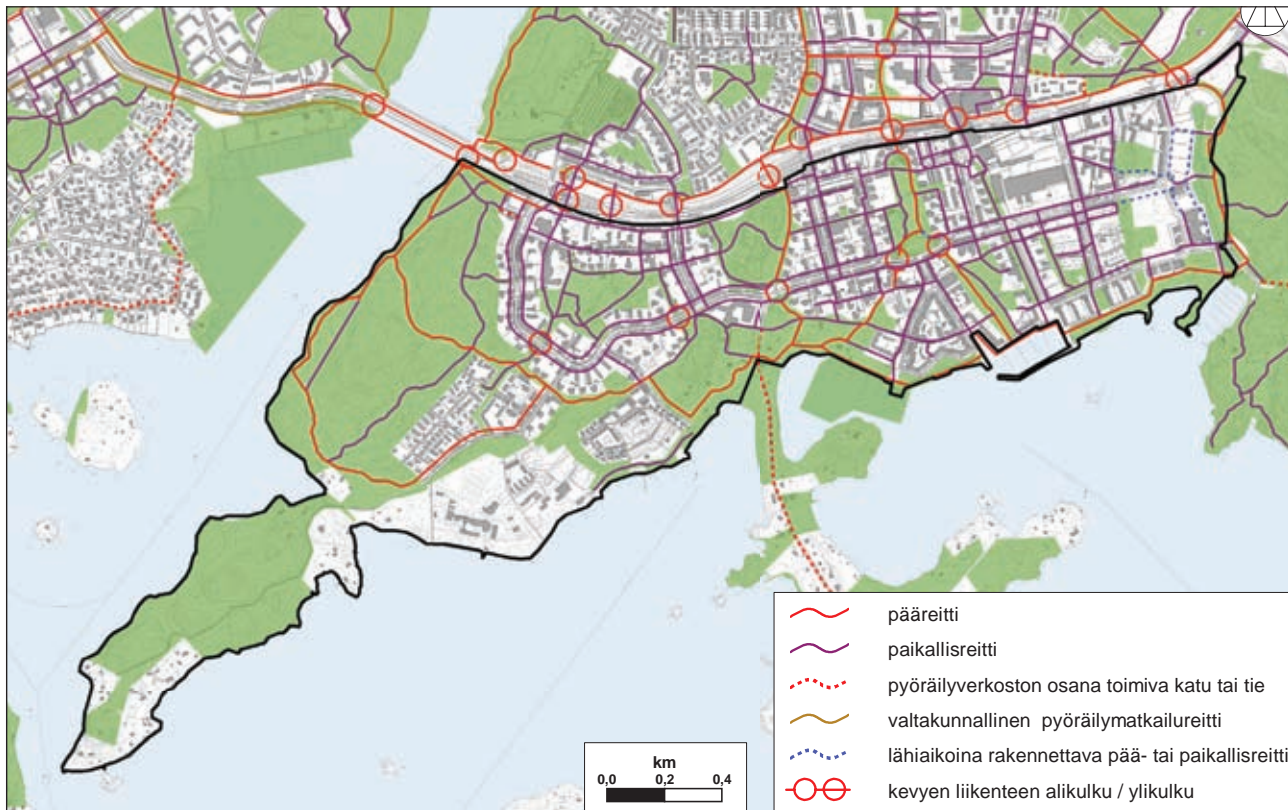 pääreitti
paikallisreitti
pyöräilyverkoston osana toimiva katu tai tie
valtakunnallinen pyöräilymatkailureitti
lähiaikoina rakennettava pää- tai paikallisreitti
kevyen liikenteen alikulku / ylikulku
km
0,0 0,2 0,4